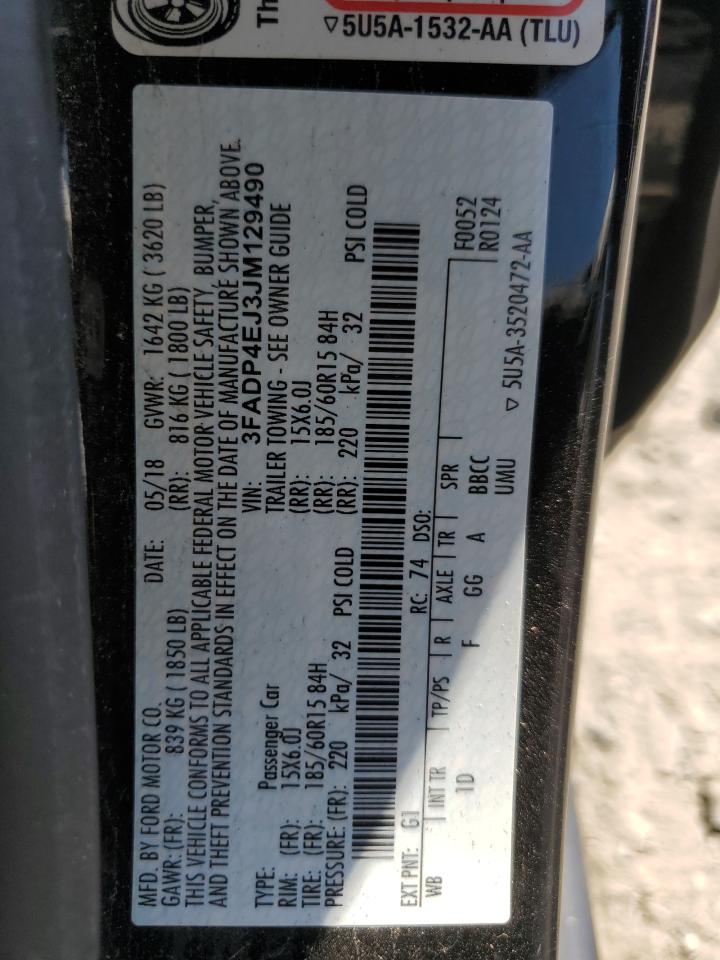 Th
▽5U5A-1532-AA (TLU)
MFD. BY FORD MOTOR CO. DATE: 05/18 GVWR: 1642 KG ( 3620 LB)
GAWR:(FR): 839 KG ( 1850 LB) (RR): 816 KG ( 1800 LB)
THIS VEHICLE CONFORMS TO ALL APPLICABLE FEDERAL MOTOR VEHICLE SAFETY, BUMPER,
AND THEFT PREVENTION STANDARDS IN EFFECT ON THE DATE OF MANUFACTURE SHOWN ABOVE.
VIN: 3FADP4EJ3JM129490
TYPE: Passenger Car TRAILER TOWING - SEE OWNER GUIDE
RIM: (FR): 15X6.0J (RR): 15X6.0J
TIRE: (FR): 185/60R15 84H (RR): 185/60R15 84H
PRESSURE: (FR): 220 kPa/ 32 PSI COLD (RR): 220 kPa/ 32 PSI COLD
EXT PNT: G1 RC: 74 DSO:
WB | INT TR | TP/PS | R | AXLE | TR | SPR F0052
1D F GG A BBCC R0124
UMU
▽ 5U5A-3520472-AA